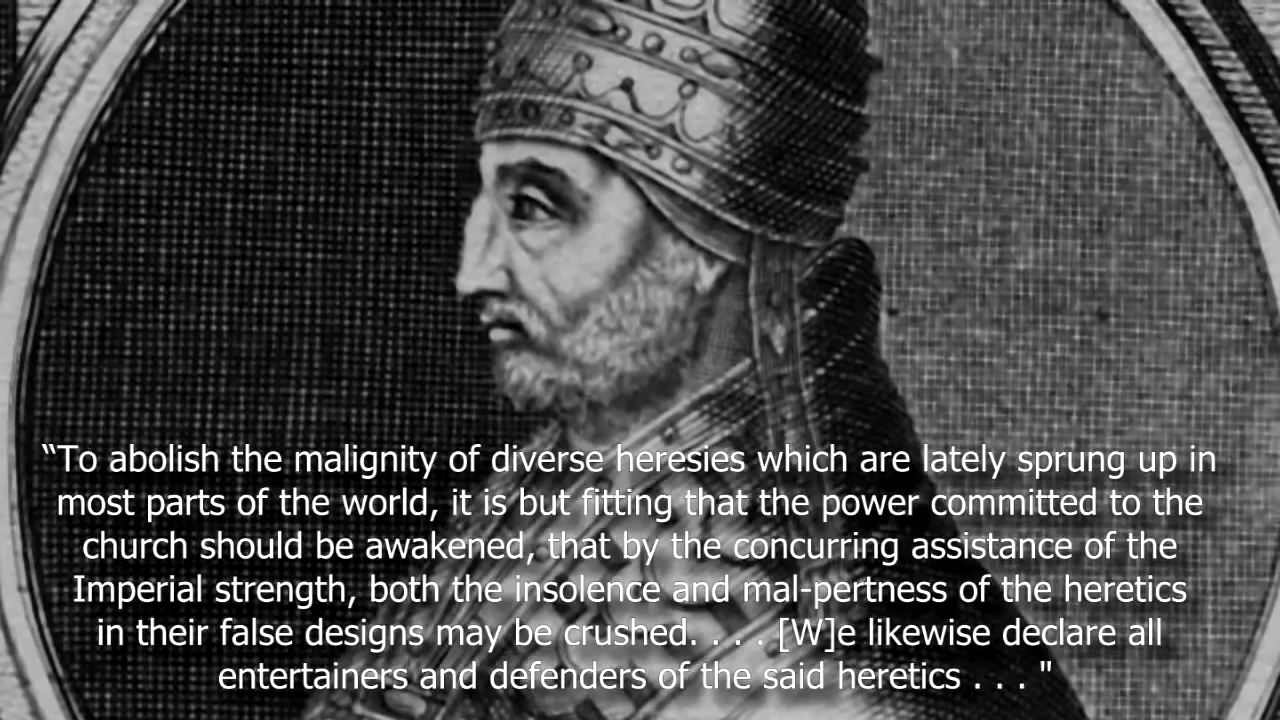 “To abolish the malignity of diverse heresies which are lately sprung up in
most parts of the world, it is but fitting that the power committed to the
church should be awakened, that by the concurring assistance of the
Imperial strength, both the insolence and mal-pertness of the heretics
in their false designs may be crushed. . . . [W]e likewise declare all
entertainers and defenders of the said heretics . . . "